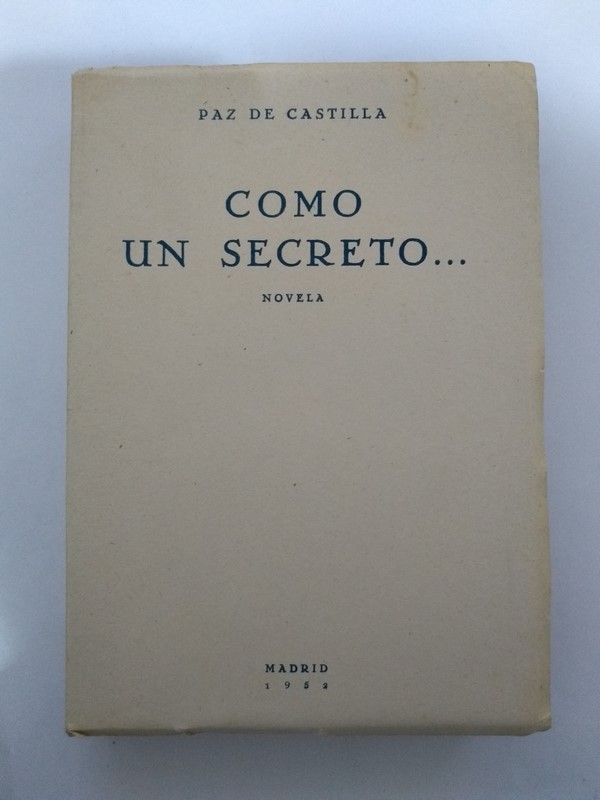 PAZ DE CASTILLA
COMO
UN SECRETO...
NOVELA
MADRID
1952